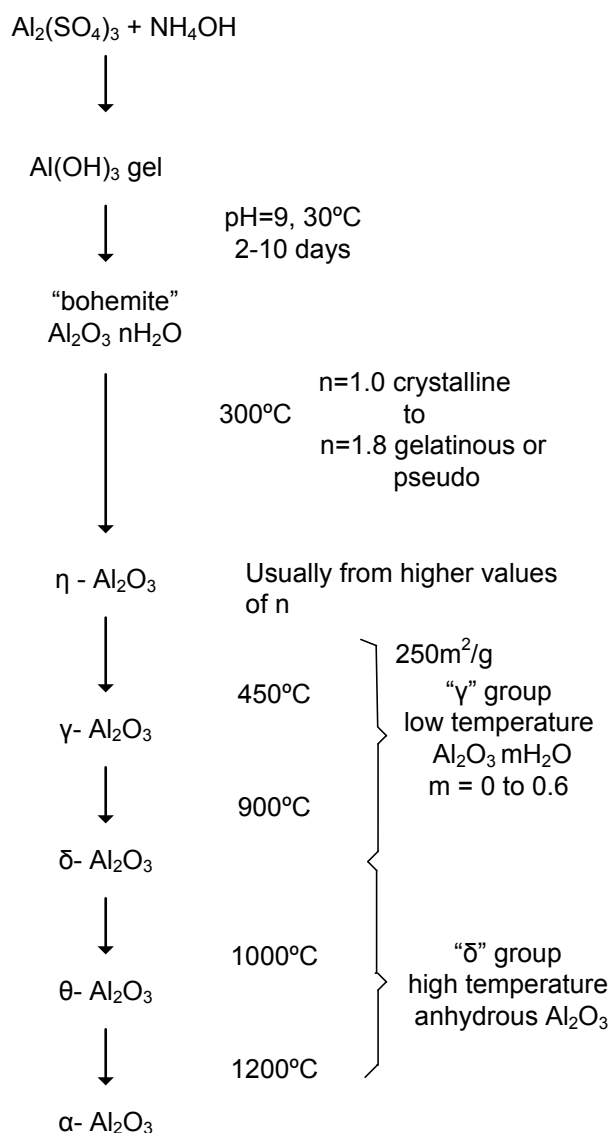 Al₂(SO₄)₃ + NH₄OH
Al(OH)₃ gel
pH=9, 30ºC
2-10 days
“bohemite”
Al₂O₃ nH₂O
n=1.0 crystalline
300ºC to
n=1.8 gelatinous or
pseudo
η - Al₂O₃ Usually from higher values
of n
250m²/g
450ºC “γ” group
γ- Al₂O₃ low temperature
Al₂O₃ mH₂O
m = 0 to 0.6
900ºC
δ- Al₂O₃
1000ºC “δ” group
θ- Al₂O₃ high temperature
anhydrous Al₂O₃
1200ºC
α- Al₂O₃